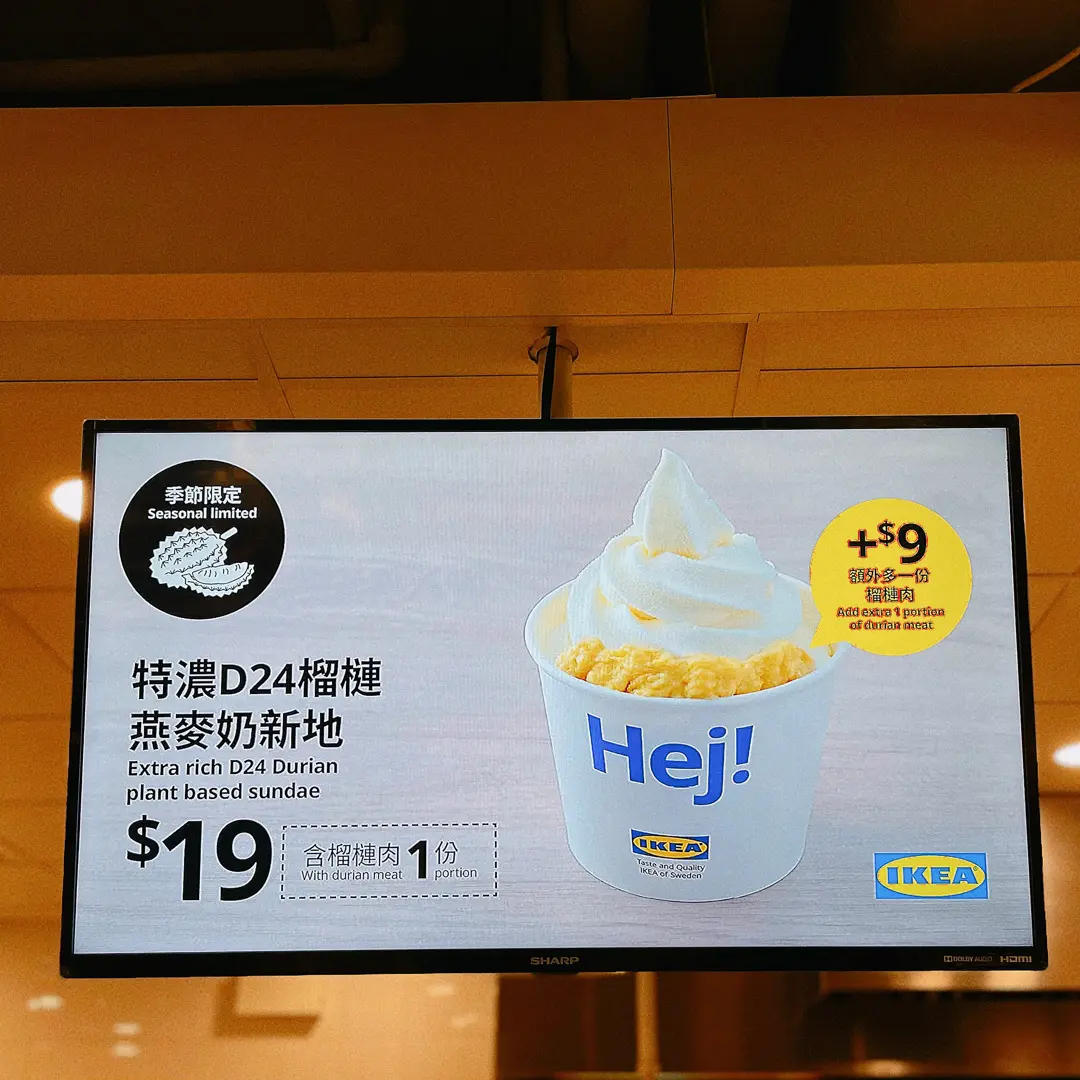 季節限定
Seasonal limited
特濃D24榴槤
燕麥奶新地
Extra rich D24 Durian
plant based sundae
$19
含榴槤肉1份
With durian meat portion
+$9
額外多一份
榴槤肉
Add extra 1 portion
of durian meat
Hej!
IKEA
Taste and Quality
IKEA of Sweden
IKEA
SHARP
DOLBY AUDIO HDMI